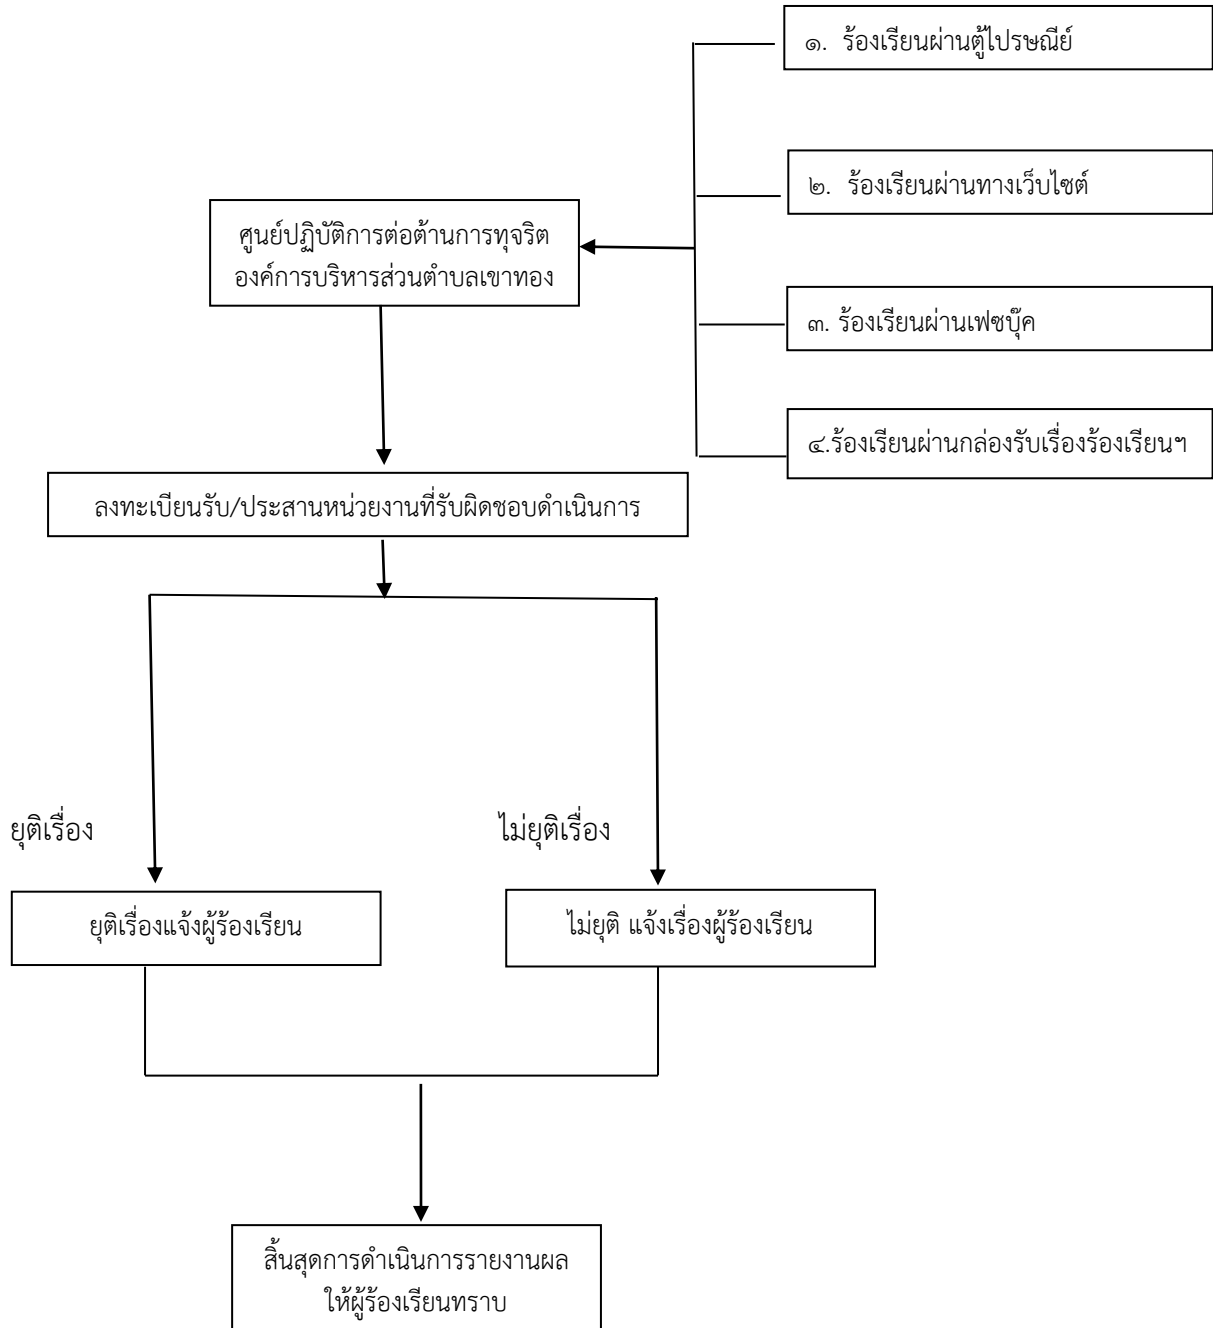 ๑. ร้องเรียนผ่านตู้ไปรษณีย์
๒. ร้องเรียนผ่านทางเว็บไซต์
ศูนย์ปฏิบัติการต่อต้านการทุจริต
องค์การบริหารส่วนตำบลเขาทอง
๓. ร้องเรียนผ่านเฟซบุ๊ค
๔.ร้องเรียนผ่านกล่องรับเรื่องร้องเรียนฯ
ลงทะเบียนรับ/ประสานหน่วยงานที่รับผิดชอบดำเนินการ
ยุติเรื่อง
ไม่ยุติเรื่อง
ยุติเรื่องแจ้งผู้ร้องเรียน
ไม่ยุติ แจ้งเรื่องผู้ร้องเรียน
สิ้นสุดการดำเนินการรายงานผล
ให้ผู้ร้องเรียนทราบ